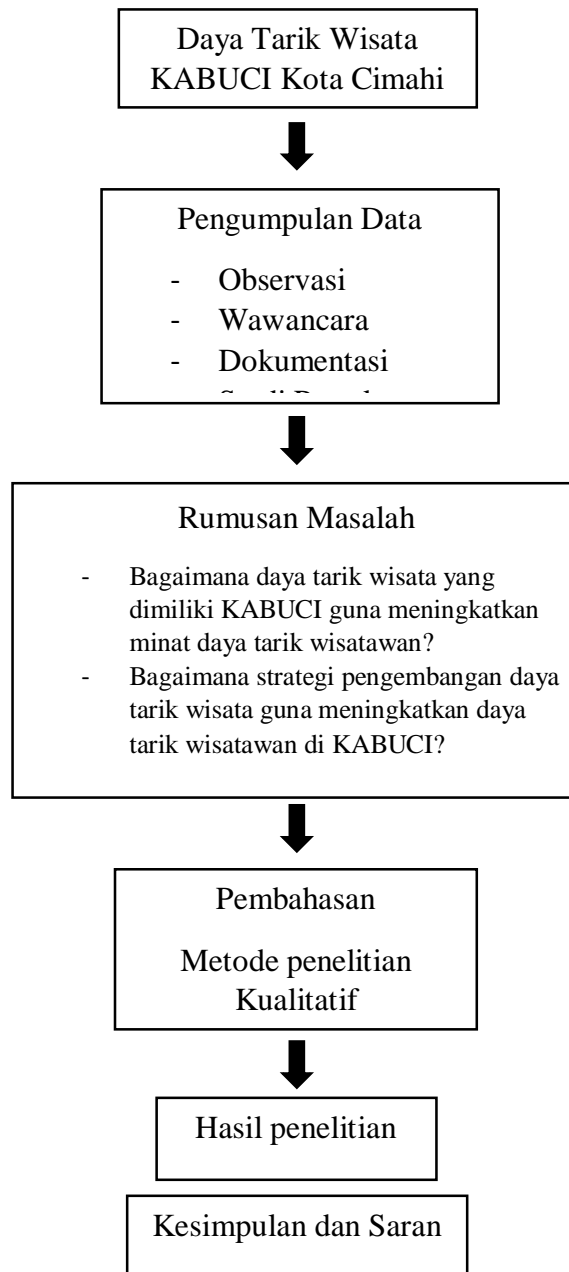 Daya Tarik Wisata
KABUCI Kota Cimahi
Pengumpulan Data
- Observasi
- Wawancara
- Dokumentasi
-
Rumusan Masalah
- Bagaimana daya tarik wisata yang
dimiliki KABUCI guna meningkatkan
minat daya tarik wisatawan?
- Bagaimana strategi pengembangan daya
tarik wisata guna meningkatkan daya
tarik wisatawan di KABUCI?
Pembahasan
Metode penelitian
Kualitatif
Hasil penelitian
Kesimpulan dan Saran